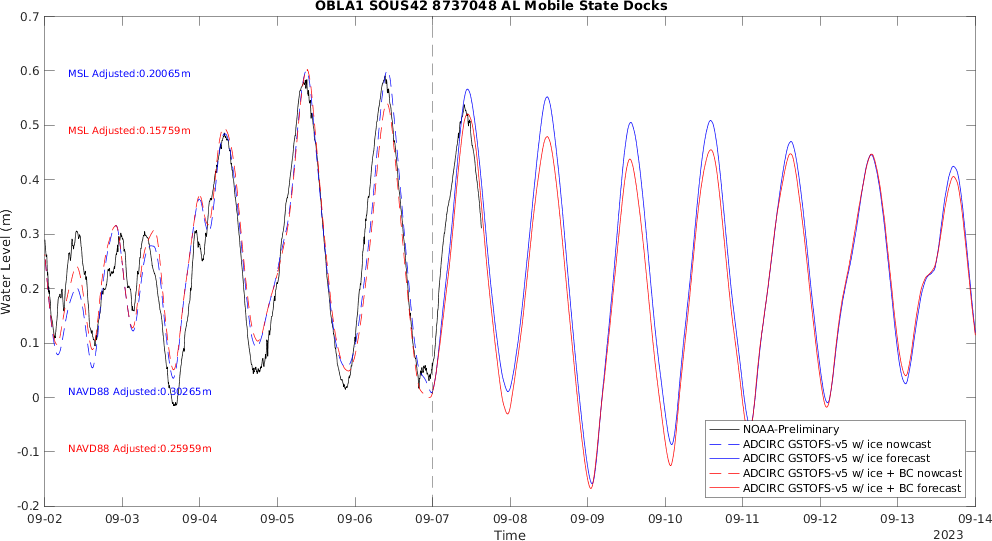 OBLA1 SOUS42 8737048 AL Mobile State Docks
0.7
0.6
0.5
0.4
0.3
0.2
0.1
0
-0.1
-0.2
Water Level (m)
MSL Adjusted:0.20065m
MSL Adjusted:0.15759m
NAVD88 Adjusted:0.30265m
NAVD88 Adjusted:0.25959m
NOAA-Preliminary
ADCIRC GSTOFS-v5 w/ ice nowcast
ADCIRC GSTOFS-v5 w/ ice forecast
ADCIRC GSTOFS-v5 w/ ice + BC nowcast
ADCIRC GSTOFS-v5 w/ ice + BC forecast
09-02 09-03 09-04 09-05 09-06 09-07 09-08 09-09 09-10 09-11 09-12 09-13 09-14
Time
2023